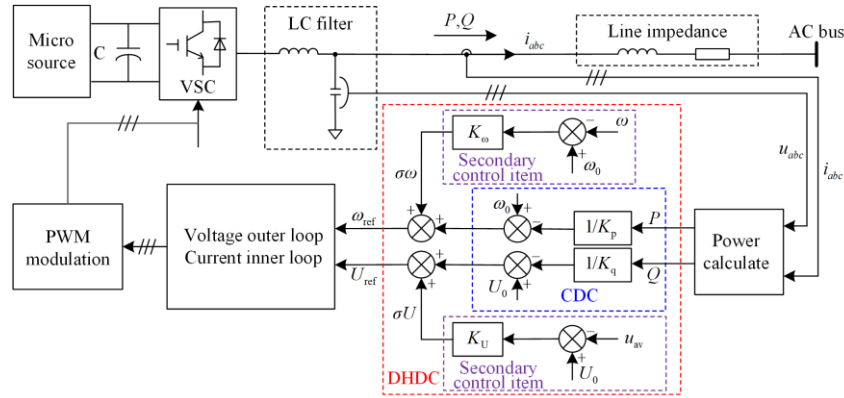 LC filter
P,Q
Line impedance
AC bus
Micro
source
C
VSC
i_abc
K_ω
ω
Secondary
control item
ω_0
u_abc
i_abc
σω
ω_0
ω_ref
1/K_p
P
PWM
modulation
Voltage outer loop
Current inner loop
Power
calculate
U_ref
1/K_q
Q
U_0
CDC
σU
K_U
u_av
DHDC
Secondary
control item
U_0